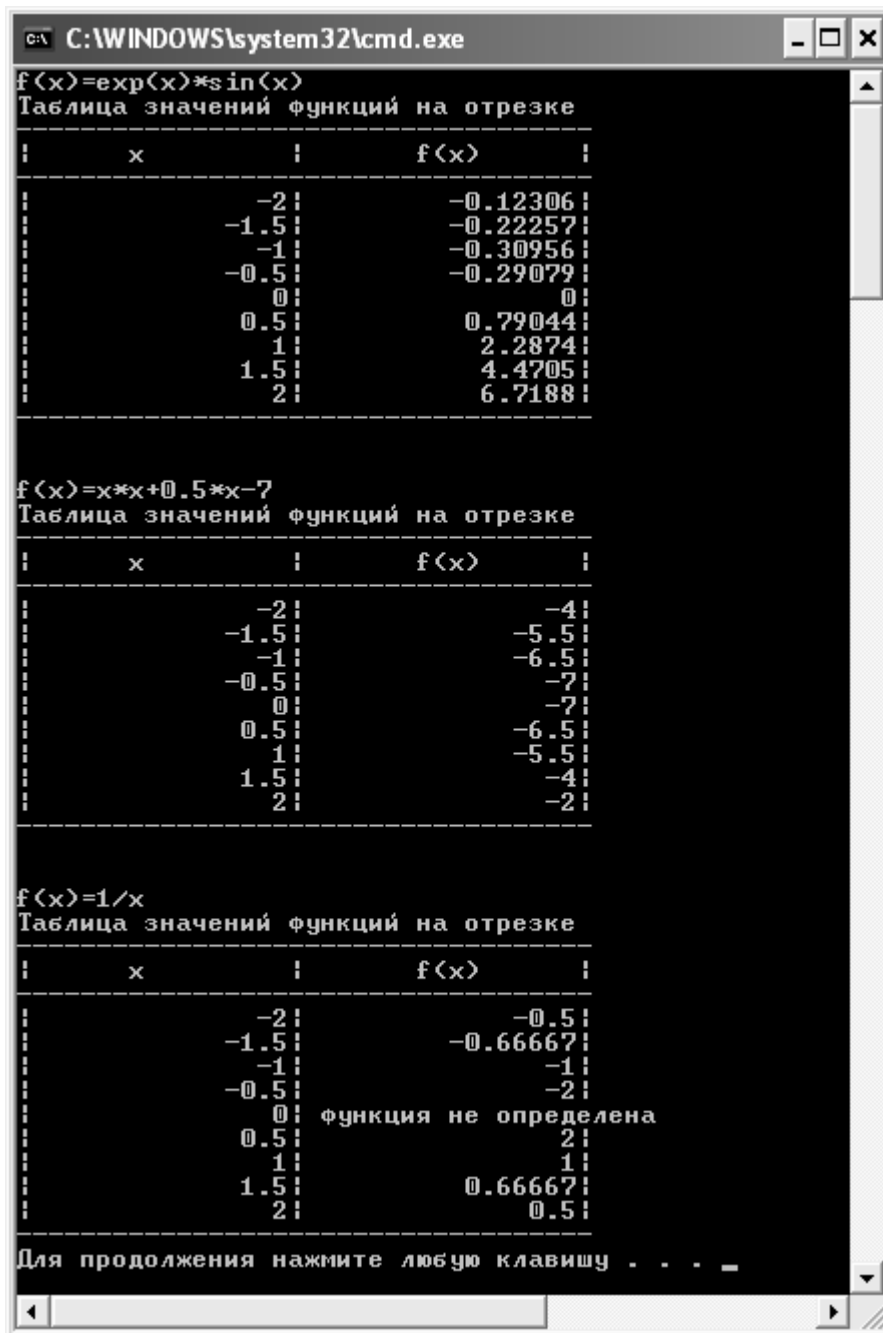 C:\WINDOWS\system32\cmd.exe
f(x)=exp(x)*sin(x)
Таблица значений функций на отрезке
------------------------------------
¦ x ¦ f(x) ¦
------------------------------------
¦ -2¦ -0.12306¦
¦ -1.5¦ -0.22257¦
¦ -1¦ -0.30956¦
¦ -0.5¦ -0.29079¦
¦ 0¦ 0¦
¦ 0.5¦ 0.79044¦
¦ 1¦ 2.2874¦
¦ 1.5¦ 4.4705¦
¦ 2¦ 6.7188¦
------------------------------------
f(x)=x*x+0.5*x-7
Таблица значений функций на отрезке
------------------------------------
¦ x ¦ f(x) ¦
------------------------------------
¦ -2¦ -4¦
¦ -1.5¦ -5.5¦
¦ -1¦ -6.5¦
¦ -0.5¦ -7¦
¦ 0¦ -7¦
¦ 0.5¦ -6.5¦
¦ 1¦ -5.5¦
¦ 1.5¦ -4¦
¦ 2¦ -2¦
------------------------------------
f(x)=1/x
Таблица значений функций на отрезке
------------------------------------
¦ x ¦ f(x) ¦
------------------------------------
¦ -2¦ -0.5¦
¦ -1.5¦ -0.66667¦
¦ -1¦ -1¦
¦ -0.5¦ -2¦
¦ 0¦ функция не определена
¦ 0.5¦ 2¦
¦ 1¦ 1¦
¦ 1.5¦ 0.66667¦
¦ 2¦ 0.5¦
------------------------------------
Для продолжения нажмите любую клавишу . . . _